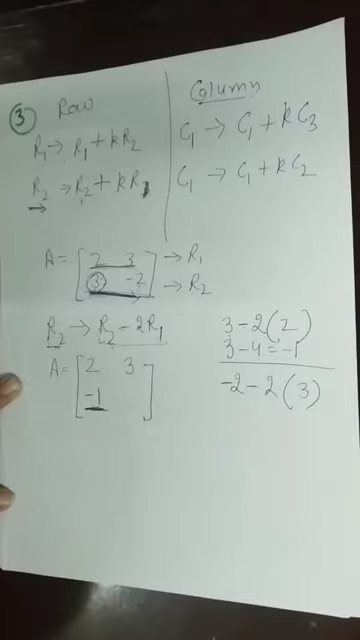 ③ Row
R₁ → R₁ + kR₂
R₂ → R₂ + kR₁
Column
C₁ → C₁ + kC₃
C₁ → C₁ + kC₂
A = [ 2 3 ] → R₁
[ 3 -2 ] → R₂
R₂ → R₂ - 2R₁
A = [ 2 3
-1 ]
3 - 2(2)
3 - 4 = -1
-2 - 2(3)